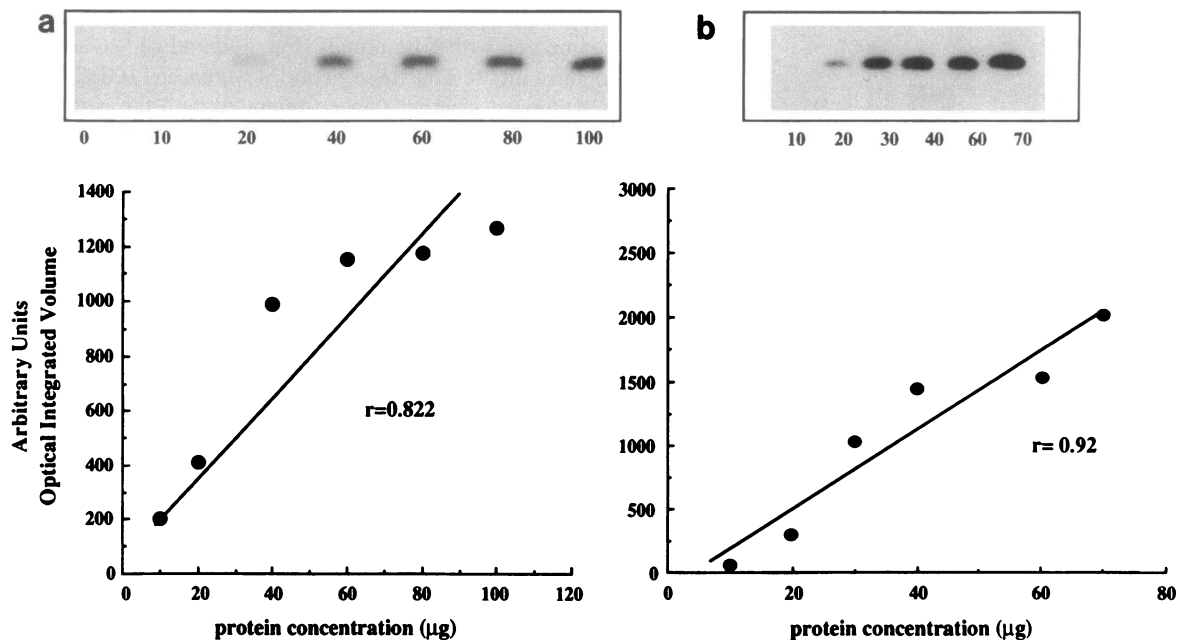 a
0 10 20 40 60 80 100
1400
1200
1000
800
600
400
200
0
0 20 40 60 80 100 120
Arbitrary Units
Optical Integrated Volume
r=0.822
protein concentration (μg)
b
10 20 30 40 60 70
3000
2500
2000
1500
1000
500
0
0 20 40 60 80
r= 0.92
protein concentration (μg)